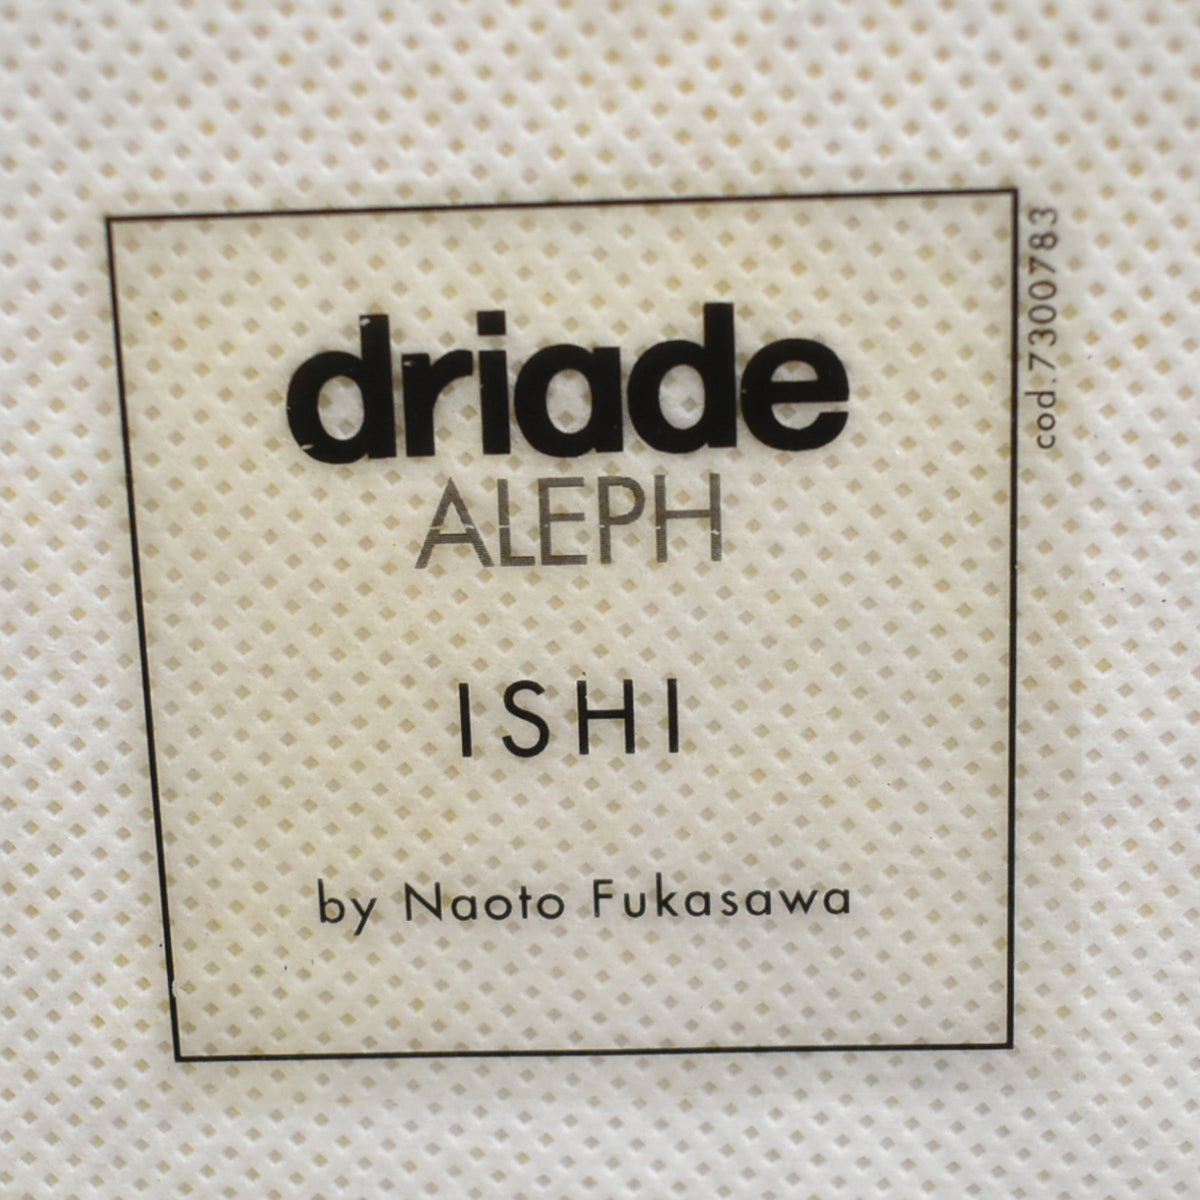 driade
ALEPH
ISHI
by Naoto Fukasawa
cod.7300783